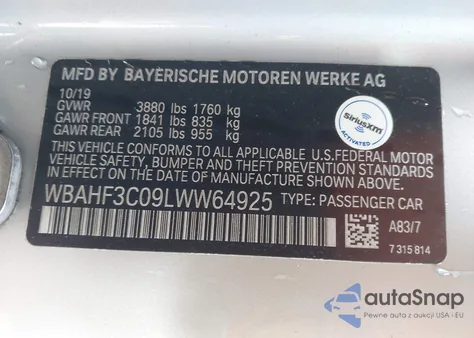 MFD BY BAYERISCHE MOTOREN WERKE AG
10/19
GVWR 3880 lbs 1760 kg
GAWR FRONT 1841 lbs 835 kg
GAWR REAR 2105 lbs 955 kg
THIS VEHICLE CONFORMS TO ALL APPLICABLE U.S.FEDERAL MOTOR
VEHICLE SAFETY, BUMPER AND THEFT PREVENTION STANDARDS
IN EFFECT ON THE DATE OF MANUFACTURE SHOWN ABOVE.
WBAHF3C09LWW64925 TYPE: PASSENGER CAR
A83/7
7 315 814
SiriusXM
ACTIVATED
autoSnap
Pewne auta z USA i EU